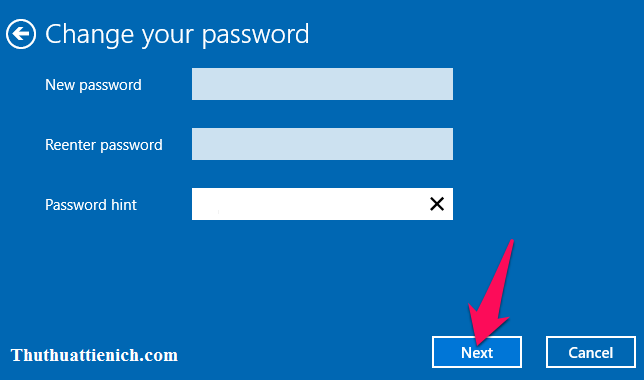 Change your password
New password
Reenter password
Password hint
Thuthuattienich.com
Next
Cancel